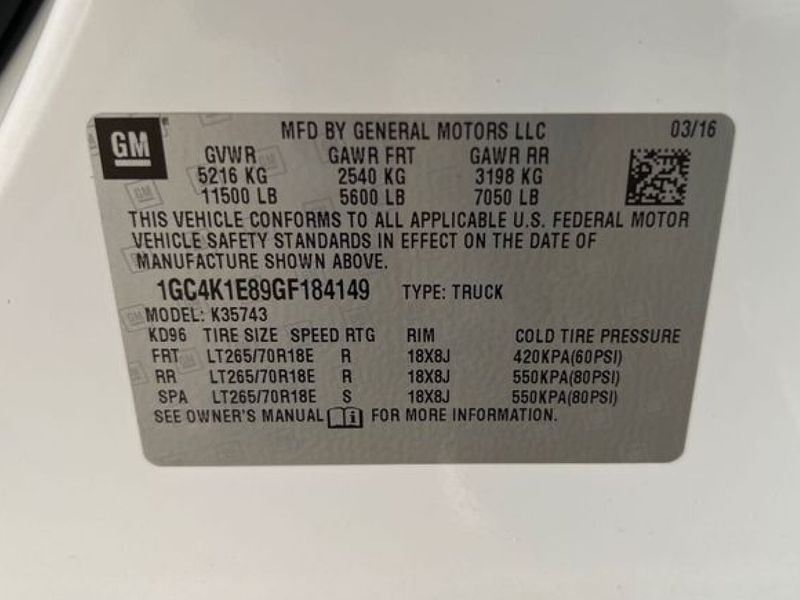 GM
MFD BY GENERAL MOTORS LLC 03/16
GVWR GAWR FRT GAWR RR
5216 KG 2540 KG 3198 KG
11500 LB 5600 LB 7050 LB
THIS VEHICLE CONFORMS TO ALL APPLICABLE U.S. FEDERAL MOTOR
VEHICLE SAFETY STANDARDS IN EFFECT ON THE DATE OF
MANUFACTURE SHOWN ABOVE.
1GC4K1E89GF184149 TYPE: TRUCK
MODEL: K35743
KD96 TIRE SIZE SPEED RTG RIM COLD TIRE PRESSURE
FRT LT265/70R18E R 18X8J 420KPA(60PSI)
RR LT265/70R18E R 18X8J 550KPA(80PSI)
SPA LT265/70R18E S 18X8J 550KPA(80PSI)
SEE OWNER'S MANUAL FOR MORE INFORMATION.